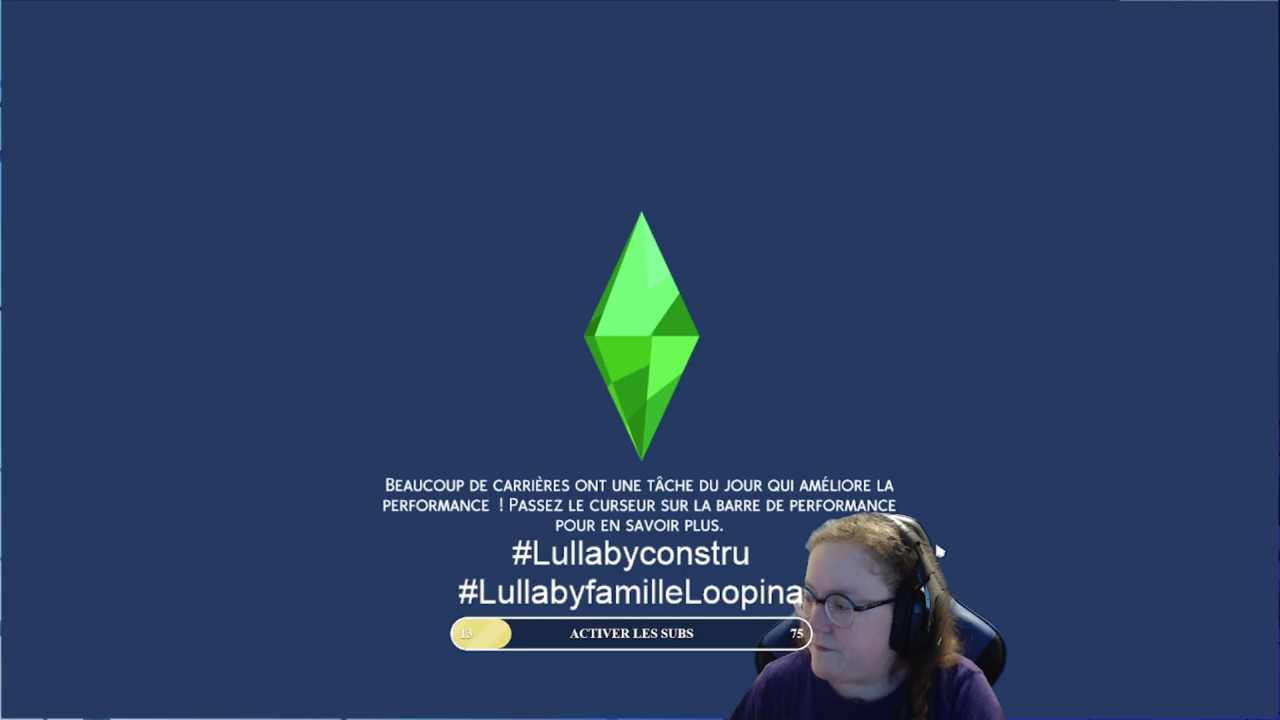 BEAUCOUP DE CARRIÈRES ONT UNE TÂCHE DU JOUR QUI AMÉLIORE LA
PERFORMANCE ! PASSEZ LE CURSEUR SUR LA BARRE DE PERFORMANCE
POUR EN SAVOIR PLUS.
#Lullabyconstru
#LullabyfamilleLoopina
13 ACTIVER LES SUBS 75